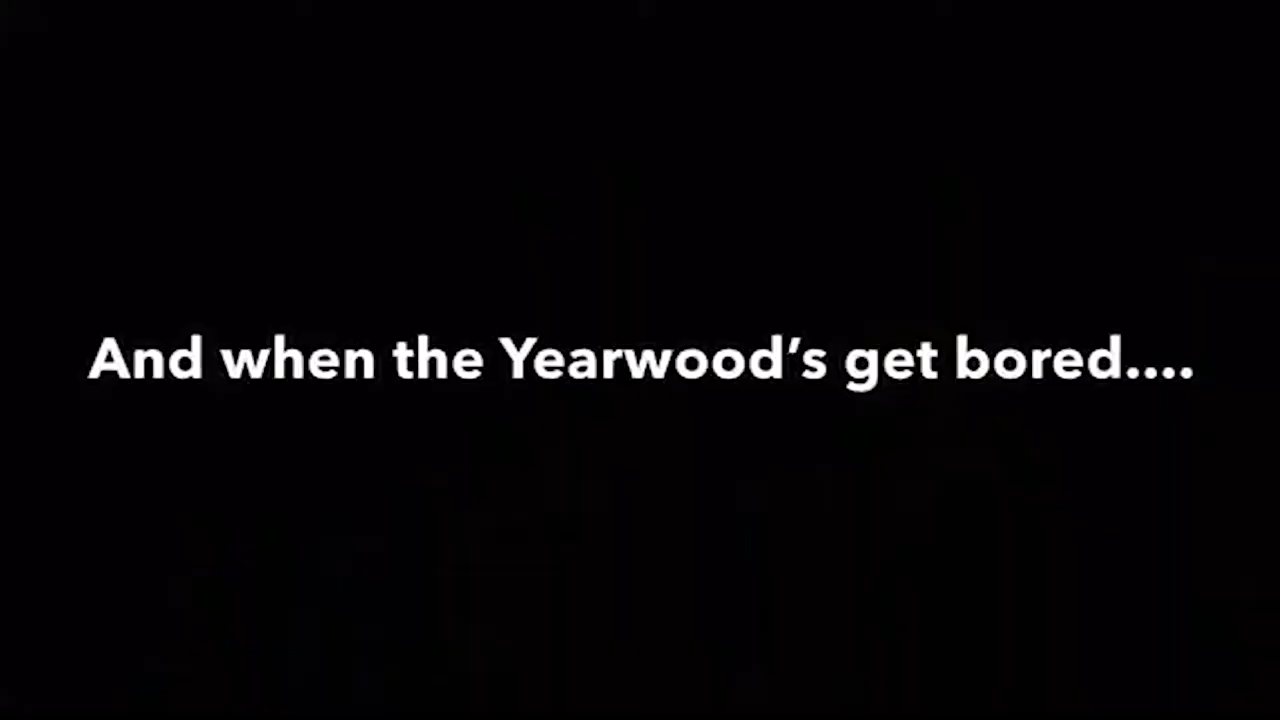 And when the Yearwood’s get bored....